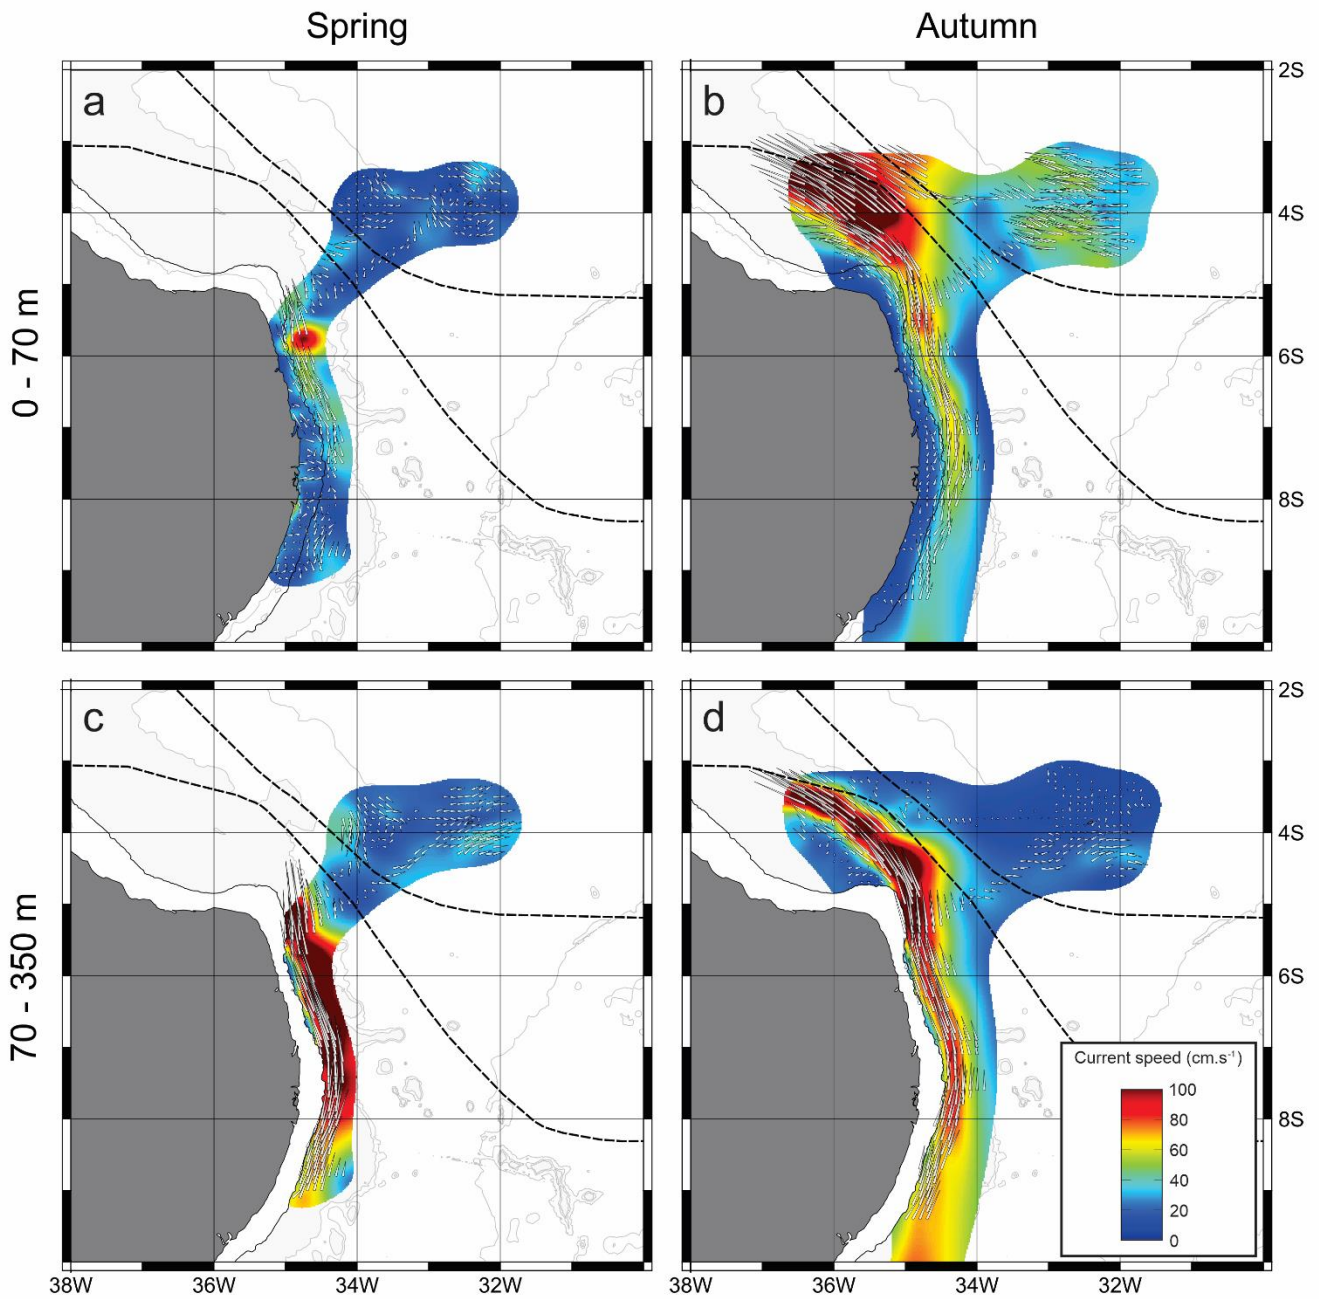 Spring
Autumn
a
b
2S
4S
6S
8S
0 - 70 m
c
d
2S
4S
6S
8S
70 - 350 m
Current speed (cm.s⁻¹)
100
80
60
40
20
0
38W
36W
34W
32W
38W
36W
34W
32W